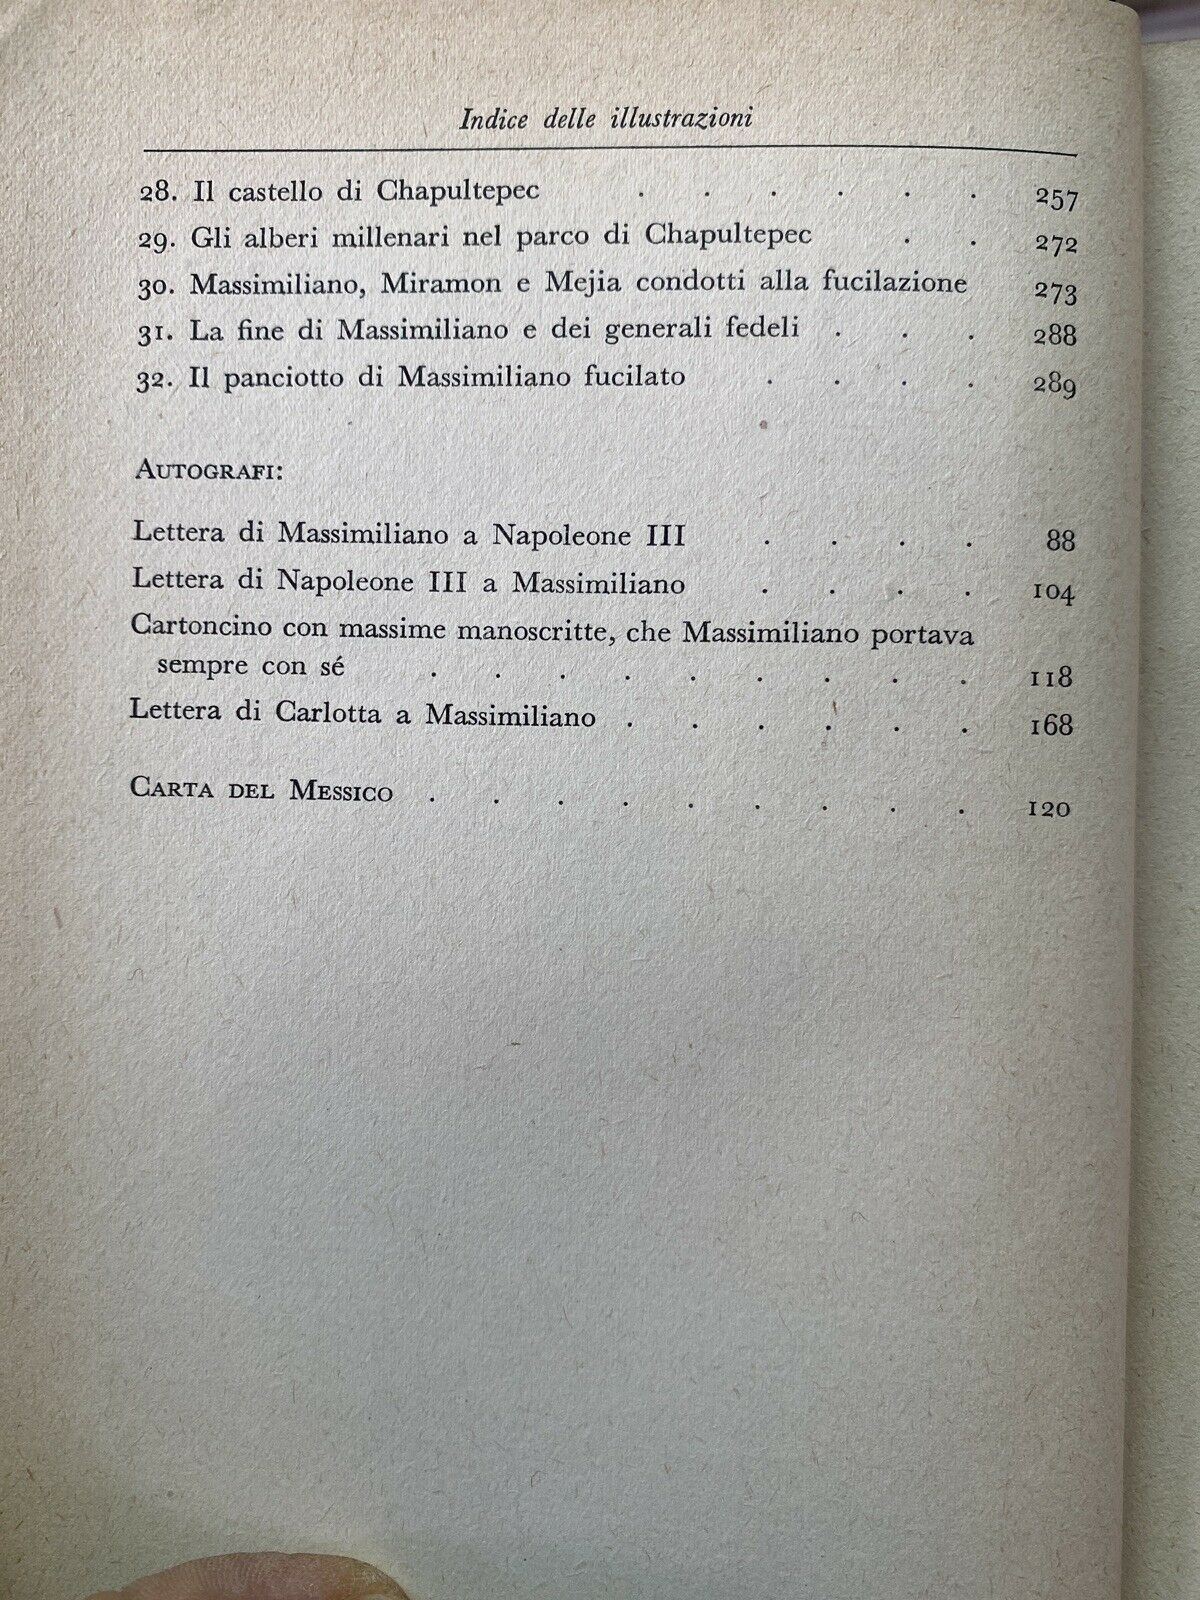 Indice delle illustrazioni
28. Il castello di Chapultepec . . . . . . 257
29. Gli alberi millenari nel parco di Chapultepec . . 272
30. Massimiliano, Miramon e Mejia condotti alla fucilazione 273
31. La fine di Massimiliano e dei generali fedeli . . . 288
32. Il panciotto di Massimiliano fucilato . . . . 289
AUTOGRAFI:
Lettera di Massimiliano a Napoleone III . . . . 88
Lettera di Napoleone III a Massimiliano . . . . 104
Cartoncino con massime manoscritte, che Massimiliano portava
sempre con sé . . . . . . . . . 118
Lettera di Carlotta a Massimiliano . . . . . . 168
CARTA DEL MESSICO . . . . . . . . . 120